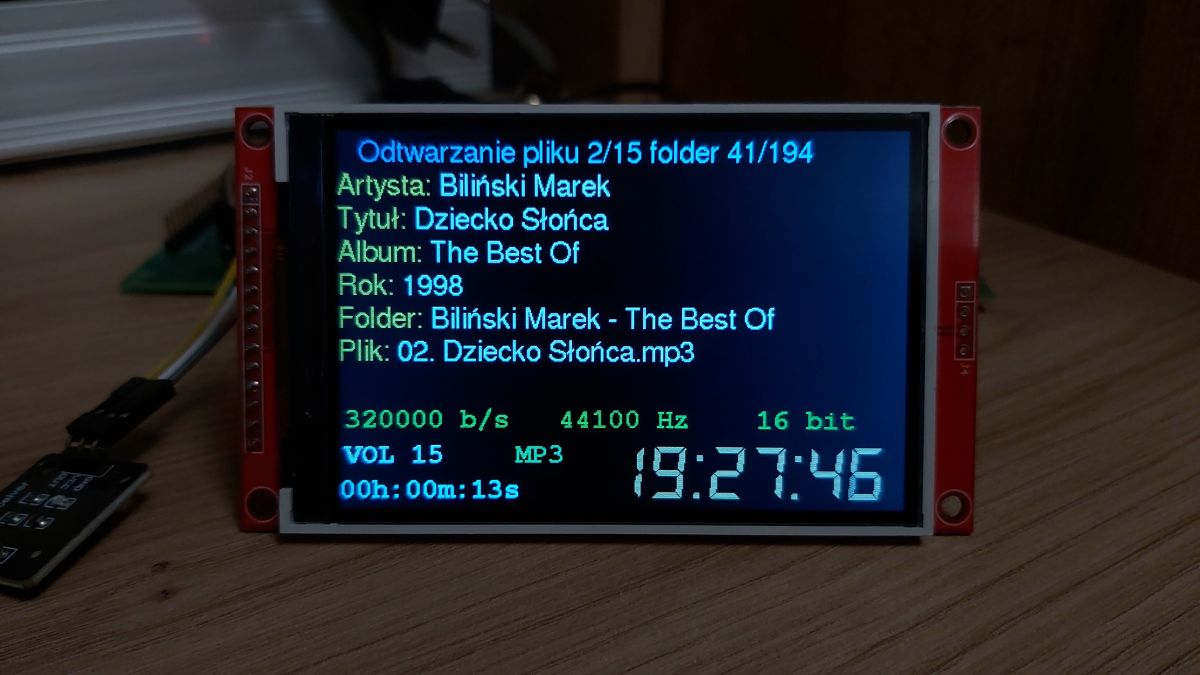 Odtwarzanie pliku 2/15 folder 41/194
Artysta: Biliński Marek
Tytuł: Dziecko Słońca
Album: The Best Of
Rok: 1998
Folder: Biliński Marek - The Best Of
Plik: 02. Dziecko Słońca.mp3
320000 b/s 44100 Hz 16 bit
VOL 15 MP3 19:27:46
00h:00m:13s
J2
J4